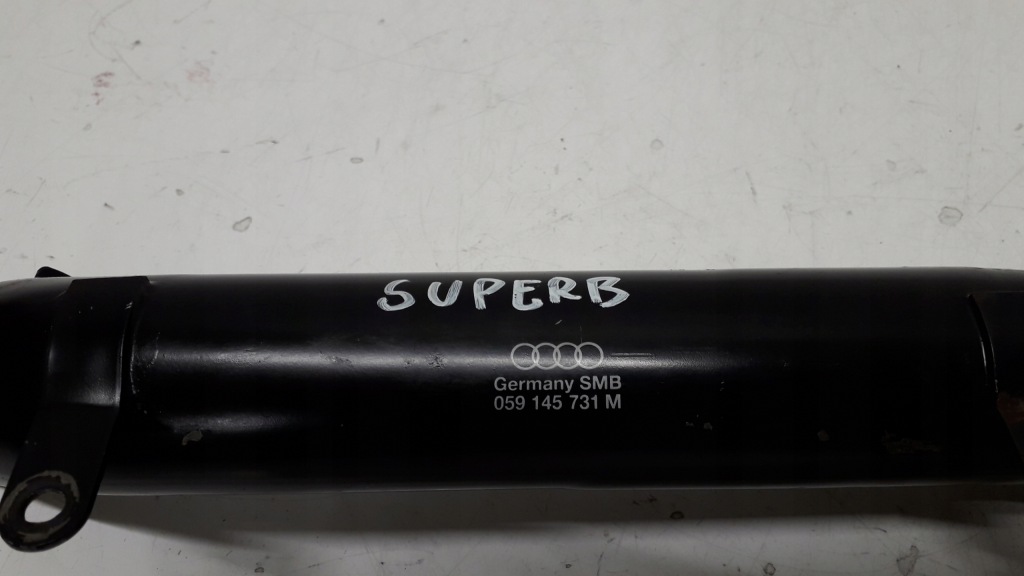 SUPERB
Germany SMB
059 145 731 M